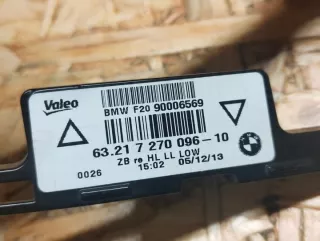 Valeo
BMW F20 90006569
63.21 7 270 096-10
ZB re HL LL LOW
0026 15:02 05/12/13